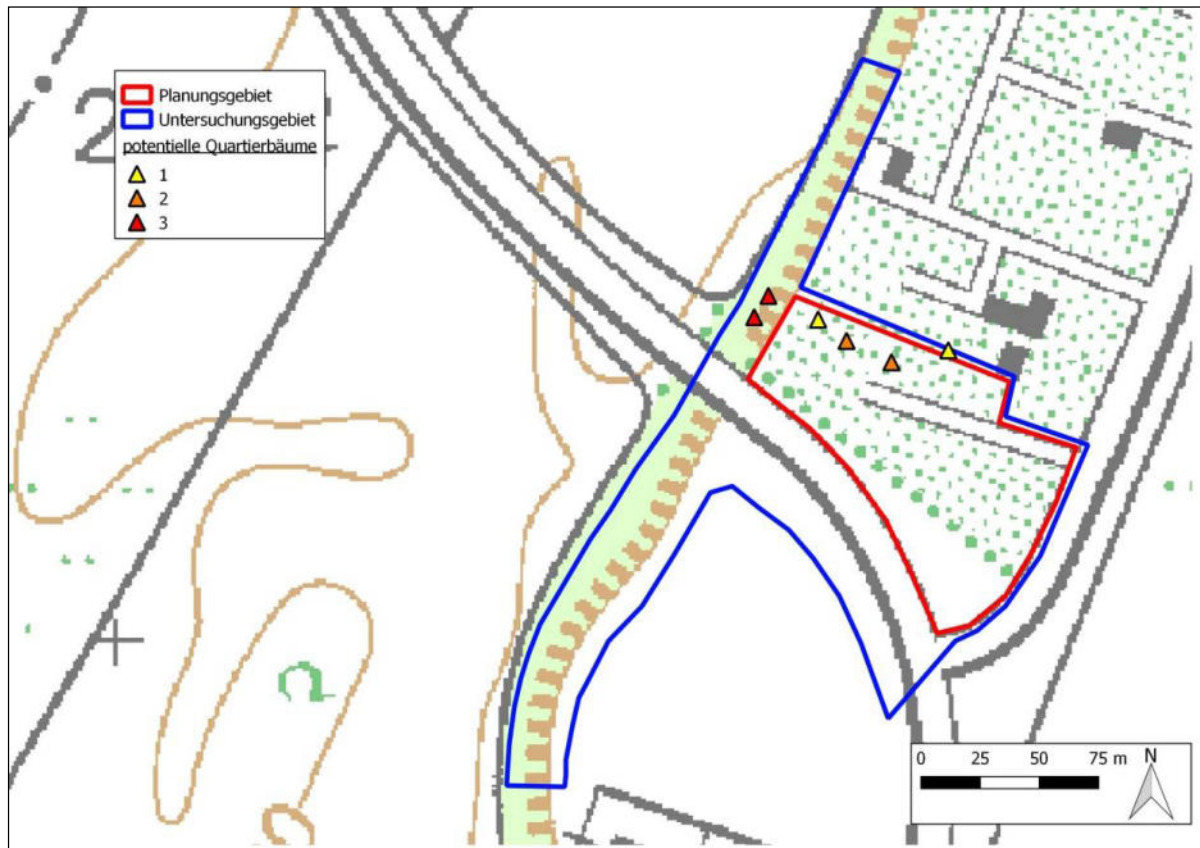 Planungsgebiet
Untersuchungsgebiet
potentielle Quartierbäume
1
2
3
0 25 50 75 m
N